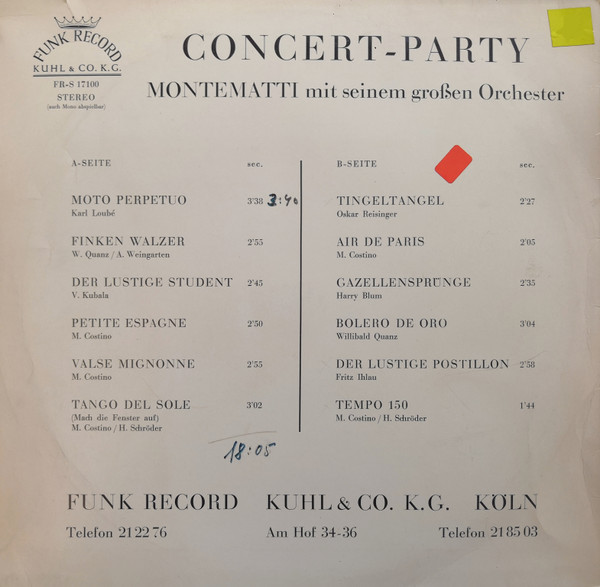 FUNK RECORD
KUHL & CO. K.G.
FR-S 17100
STEREO
(auch Mono abspielbar)
CONCERT-PARTY
MONTEMATTI mit seinem großen Orchester
A-SEITE sec.
MOTO PERPETUO 3'38 3:40
Karl Loubé
FINKEN WALZER 2'55
W. Quanz / A. Weingarten
DER LUSTIGE STUDENT 2'45
V. Kuhala
PETITE ESPAGNE 2'50
M. Costino
VALSE MIGNONNE 2'55
M. Costino
TANGO DEL SOLE 3'02
(Mach die Fenster auf)
M. Costino / H. Schröder
18:05
B-SEITE sec.
TINGELTANGEL 2'27
Oskar Reisinger
AIR DE PARIS 2'05
M. Costino
GAZELLENSPRÜNGE 2'35
Harry Blum
BOLERO DE ORO 3'04
Willibald Quanz
DER LUSTIGE POSTILLON 2'58
Fritz Ihlau
TEMPO 150 1'44
M. Costino / H. Schröder
FUNK RECORD KUHL & CO. K.G. KÖLN
Telefon 21 22 76 Am Hof 34-36 Telefon 21 85 03